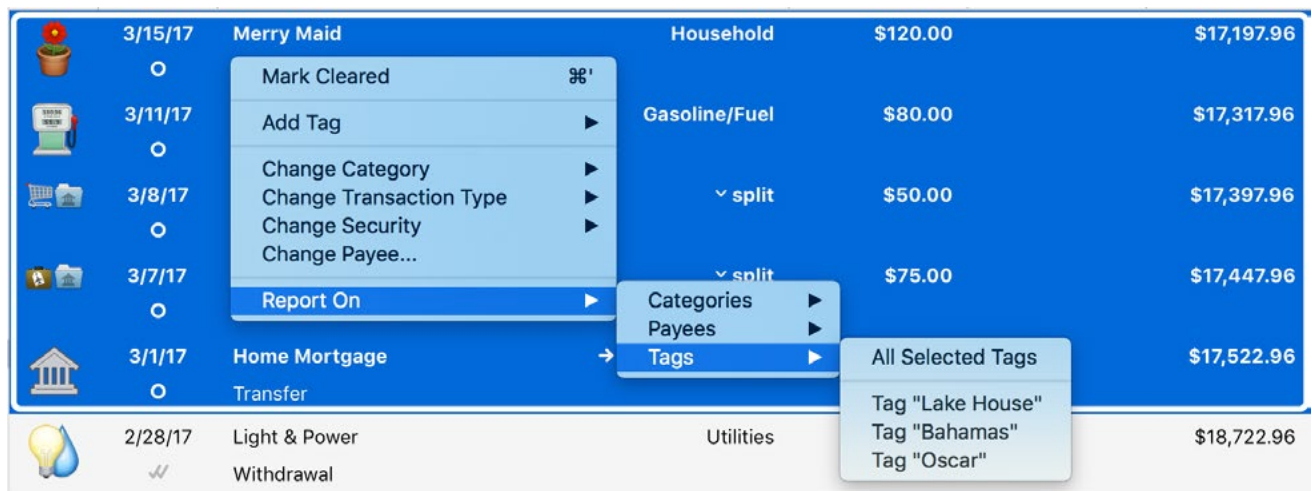 3/15/17 Merry Maid Household $120.00 $17,197.96
Mark Cleared ⌘'
3/11/17 Gasoline/Fuel $80.00 $17,317.96
Add Tag
Change Category
3/8/17 split $50.00 $17,397.96
Change Transaction Type
Change Security
Change Payee...
3/7/17 split $75.00 $17,447.96
Report On Categories
Payees
3/1/17 Home Mortgage Tags All Selected Tags $17,522.96
Transfer
Tag "Lake House"
2/28/17 Light & Power Utilities Tag "Bahamas" $18,722.96
Tag "Oscar"
Withdrawal